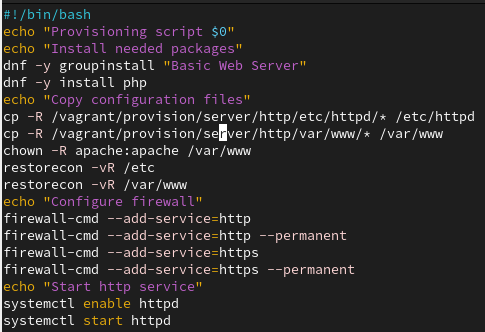 #!/bin/bash
echo "Provisioning script $0"
echo "Install needed packages"
dnf -y groupinstall "Basic Web Server"
dnf -y install php
echo "Copy configuration files"
cp -R /vagrant/provision/server/http/etc/httpd/* /etc/httpd
cp -R /vagrant/provision/server/http/var/www/* /var/www
chown -R apache:apache /var/www
restorecon -vR /etc
restorecon -vR /var/www
echo "Configure firewall"
firewall-cmd --add-service=http
firewall-cmd --add-service=http --permanent
firewall-cmd --add-service=https
firewall-cmd --add-service=https --permanent
echo "Start http service"
systemctl enable httpd
systemctl start httpd